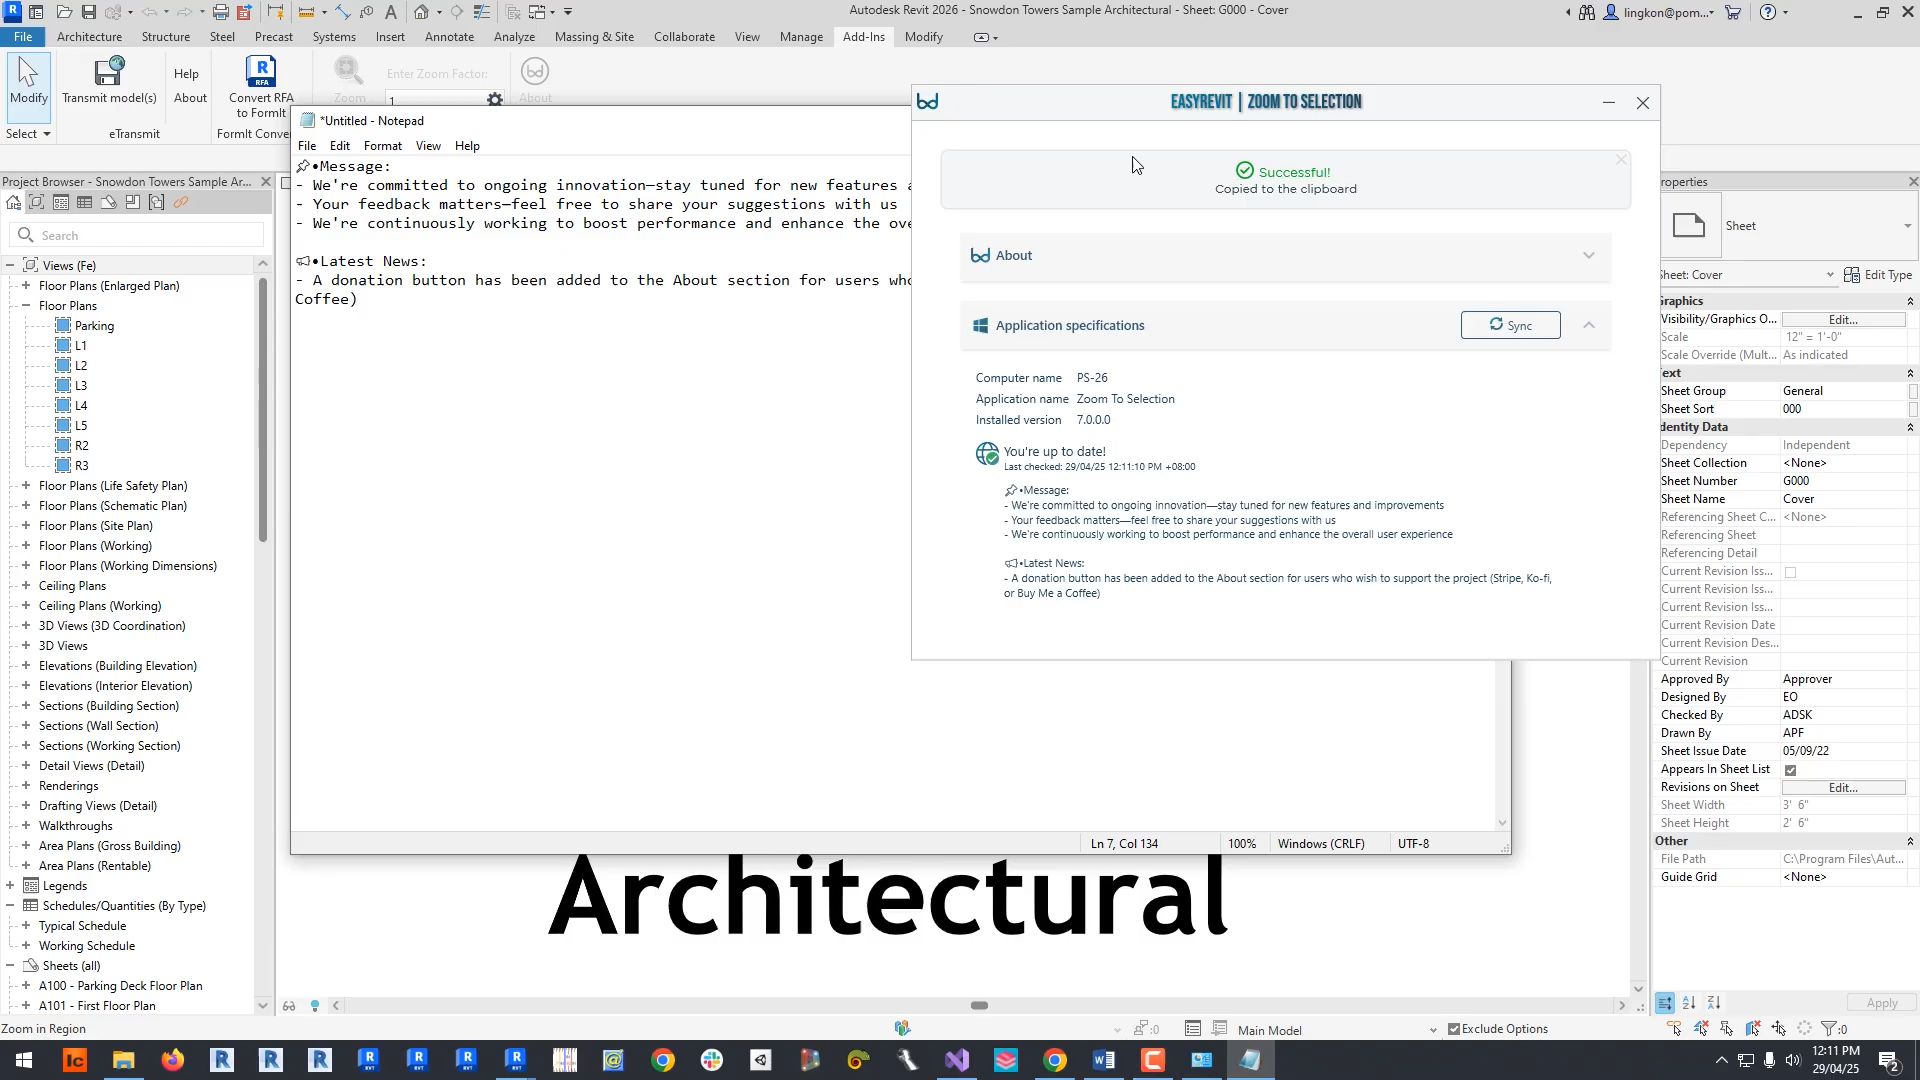 Autodesk Revit 2026 - Snowdon Towers Sample Architectural - Sheet: G000 - Cover
lingkon@pom...
File Architecture Structure Steel Precast Systems Insert Annotate Analyze Massing & Site Collaborate View Manage Add-Ins Modify
Modify
Select
Transmit model(s)
Help
About
eTransmit
Convert RFA
to FormIt
FormIt Conve
Zoom
Enter Zoom Factor:
1
About
*Untitled - Notepad
File Edit Format View Help
•Message:
- We're committed to ongoing innovation—stay tuned for new features a
- Your feedback matters—feel free to share your suggestions with us
- We're continuously working to boost performance and enhance the ove
•Latest News:
- A donation button has been added to the About section for users who
Coffee)
Ln 7, Col 134 100% Windows (CRLF) UTF-8
EASYREVIT | ZOOM TO SELECTION
Successful!
Copied to the clipboard
About
Application specifications
Sync
Computer name PS-26
Application name Zoom To Selection
Installed version 7.0.0.0
You're up to date!
Last checked: 29/04/25 12:11:10 PM +08:00
•Message:
- We're committed to ongoing innovation—stay tuned for new features and improvements
- Your feedback matters—feel free to share your suggestions with us
- We're continuously working to boost performance and enhance the overall user experience
•Latest News:
- A donation button has been added to the About section for users who wish to support the project (Stripe, Ko-fi,
or Buy Me a Coffee)
Project Browser - Snowdon Towers Sample Ar...
Search
Views (Fe)
Floor Plans (Enlarged Plan)
Floor Plans
Parking
L1
L2
L3
L4
L5
R2
R3
Floor Plans (Life Safety Plan)
Floor Plans (Schematic Plan)
Floor Plans (Site Plan)
Floor Plans (Working)
Floor Plans (Working Dimensions)
Ceiling Plans
Ceiling Plans (Working)
3D Views (3D Coordination)
3D Views
Elevations (Building Elevation)
Elevations (Interior Elevation)
Sections (Building Section)
Sections (Wall Section)
Sections (Working Section)
Detail Views (Detail)
Renderings
Drafting Views (Detail)
Walkthroughs
Area Plans (Gross Building)
Area Plans (Rentable)
Legends
Schedules/Quantities (By Type)
Typical Schedule
Working Schedule
Sheets (all)
A100 - Parking Deck Floor Plan
A101 - First Floor Plan
Architectural
roperties
Sheet
Sheet: Cover
Edit Type
Graphics
Visibility/Graphics O... Edit...
Scale 12" = 1'-0"
Scale Override (Mult... As indicated
Text
Sheet Group General
Sheet Sort 000
Identity Data
Dependency Independent
Sheet Collection <None>
Sheet Number G000
Sheet Name Cover
Referencing Sheet C... <None>
Referencing Sheet
Referencing Detail
Current Revision Iss...
Current Revision Iss...
Current Revision Iss...
Current Revision Date
Current Revision Des...
Current Revision
Approved By Approver
Designed By EO
Checked By ADSK
Drawn By APF
Sheet Issue Date 05/09/22
Appears In Sheet List
Revisions on Sheet Edit...
Sheet Width 3' 6"
Sheet Height 2' 6"
Other
File Path C:\Program Files\Aut...
Guide Grid <None>
Apply
Zoom in Region
:0
Main Model
Exclude Options
:0
12:11 PM
29/04/25
2